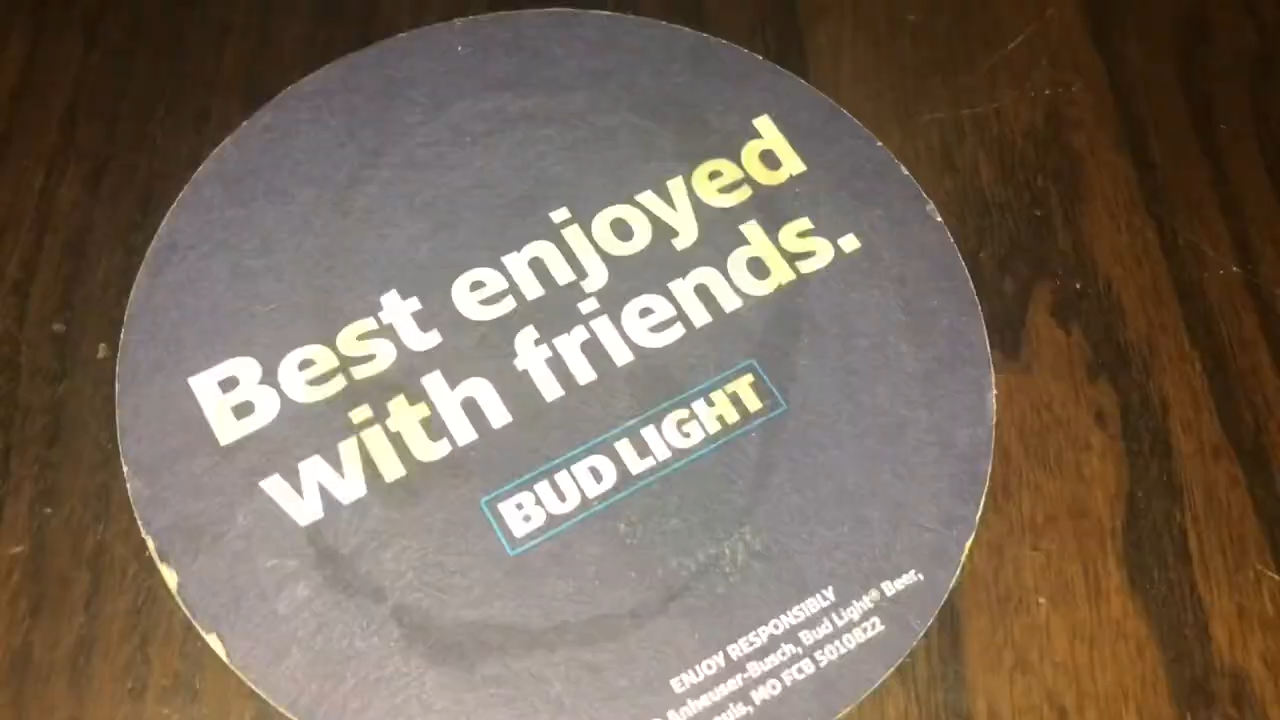 Best enjoyed
with friends.
BUD LIGHT
ENJOY RESPONSIBLY
Anheuser-Busch, Bud Light® Beer,
MO FCB 5010822